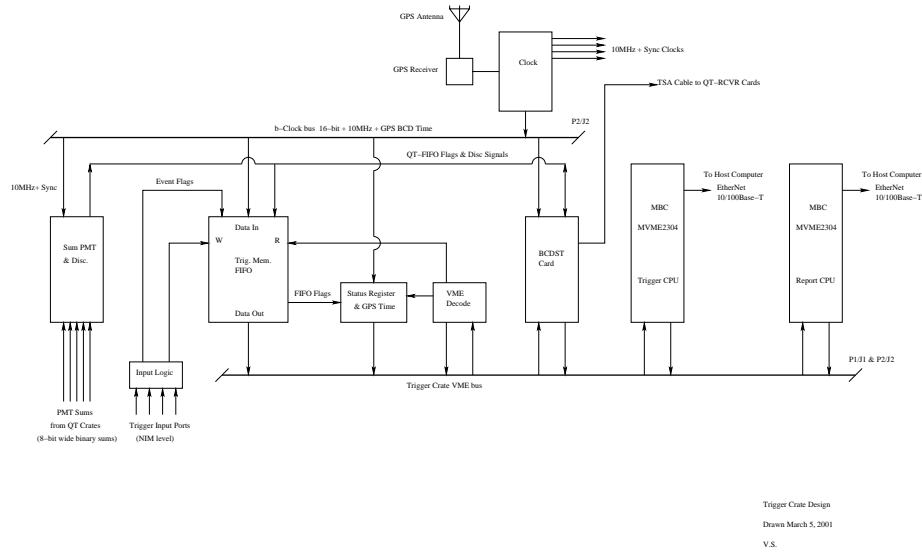 GPS Antenna
GPS Receiver
Clock
10MHz + Sync Clocks
TSA Cable to QT-RCVR Cards
P2/J2
b-Clock bus 16-bit + 10MHz + GPS BCD Time
QT-FIFO Flags & Disc Signals
10MHz+ Sync
Event Flags
Sum PMT
& Disc.
Data In
W
R
Trig. Mem.
FIFO
Data Out
FIFO Flags
Status Register
& GPS Time
VME
Decode
BCDST
Card
MBC
MVME2304
Trigger CPU
To Host Computer
EtherNet
10/100Base-T
MBC
MVME2304
Report CPU
To Host Computer
EtherNet
10/100Base-T
P1/J1 & P2/J2
Input Logic
Trigger Crate VME bus
PMT Sums
from QT Crates
(8-bit wide binary sums)
Trigger Input Ports
(NIM level)
Trigger Crate Design
Drawn March 5, 2001
V.S.